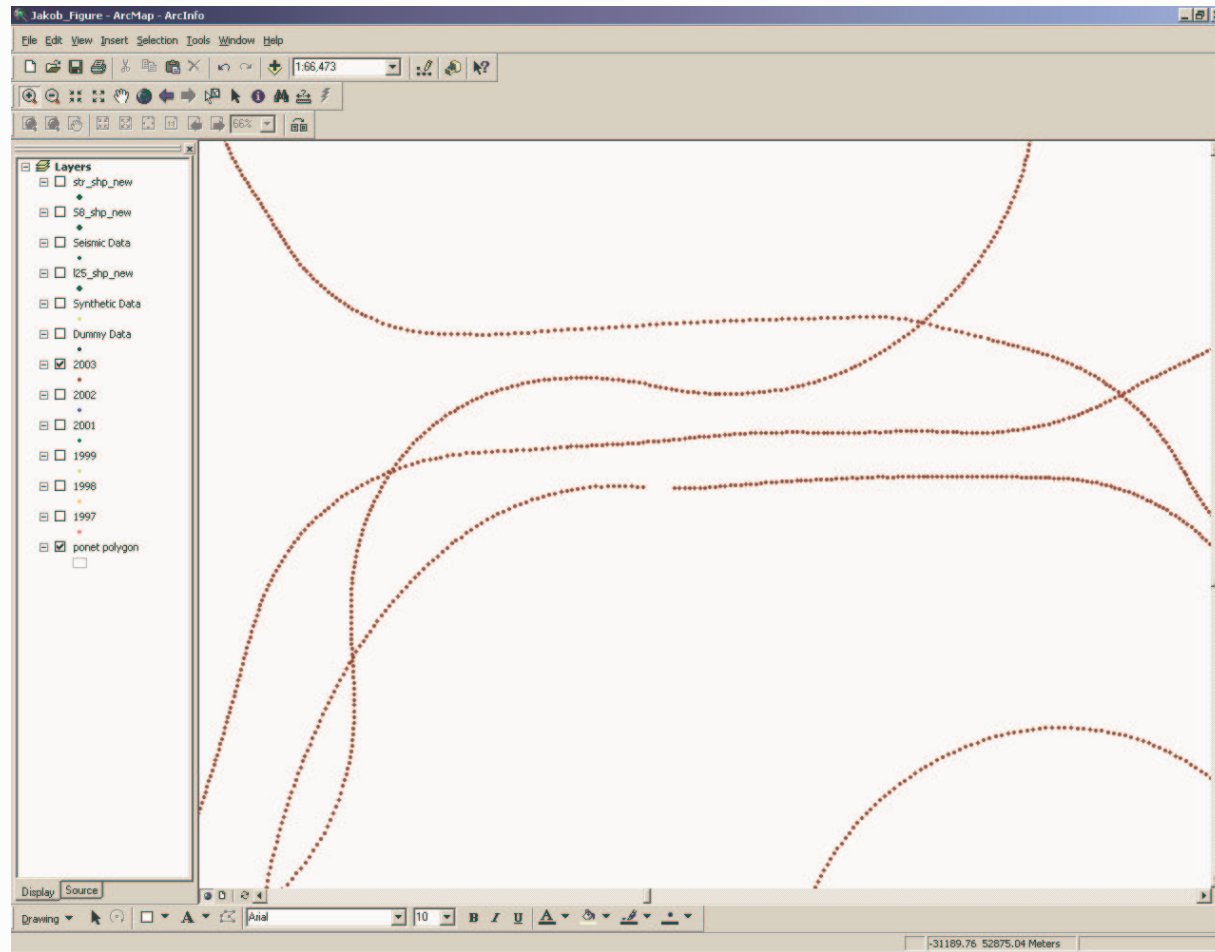 Jakob_Figure - ArcMap - ArcInfo
File Edit View Insert Selection Tools Window Help
1:66,473
66%
Layers
str_shp_new
S8_shp_new
Seismic Data
l25_shp_new
Synthetic Data
Dummy Data
2003
2002
2001
1999
1998
1997
ponet polygon
Display Source
Drawing A Arial 10 B I U A
-31189.76 52875.04 Meters